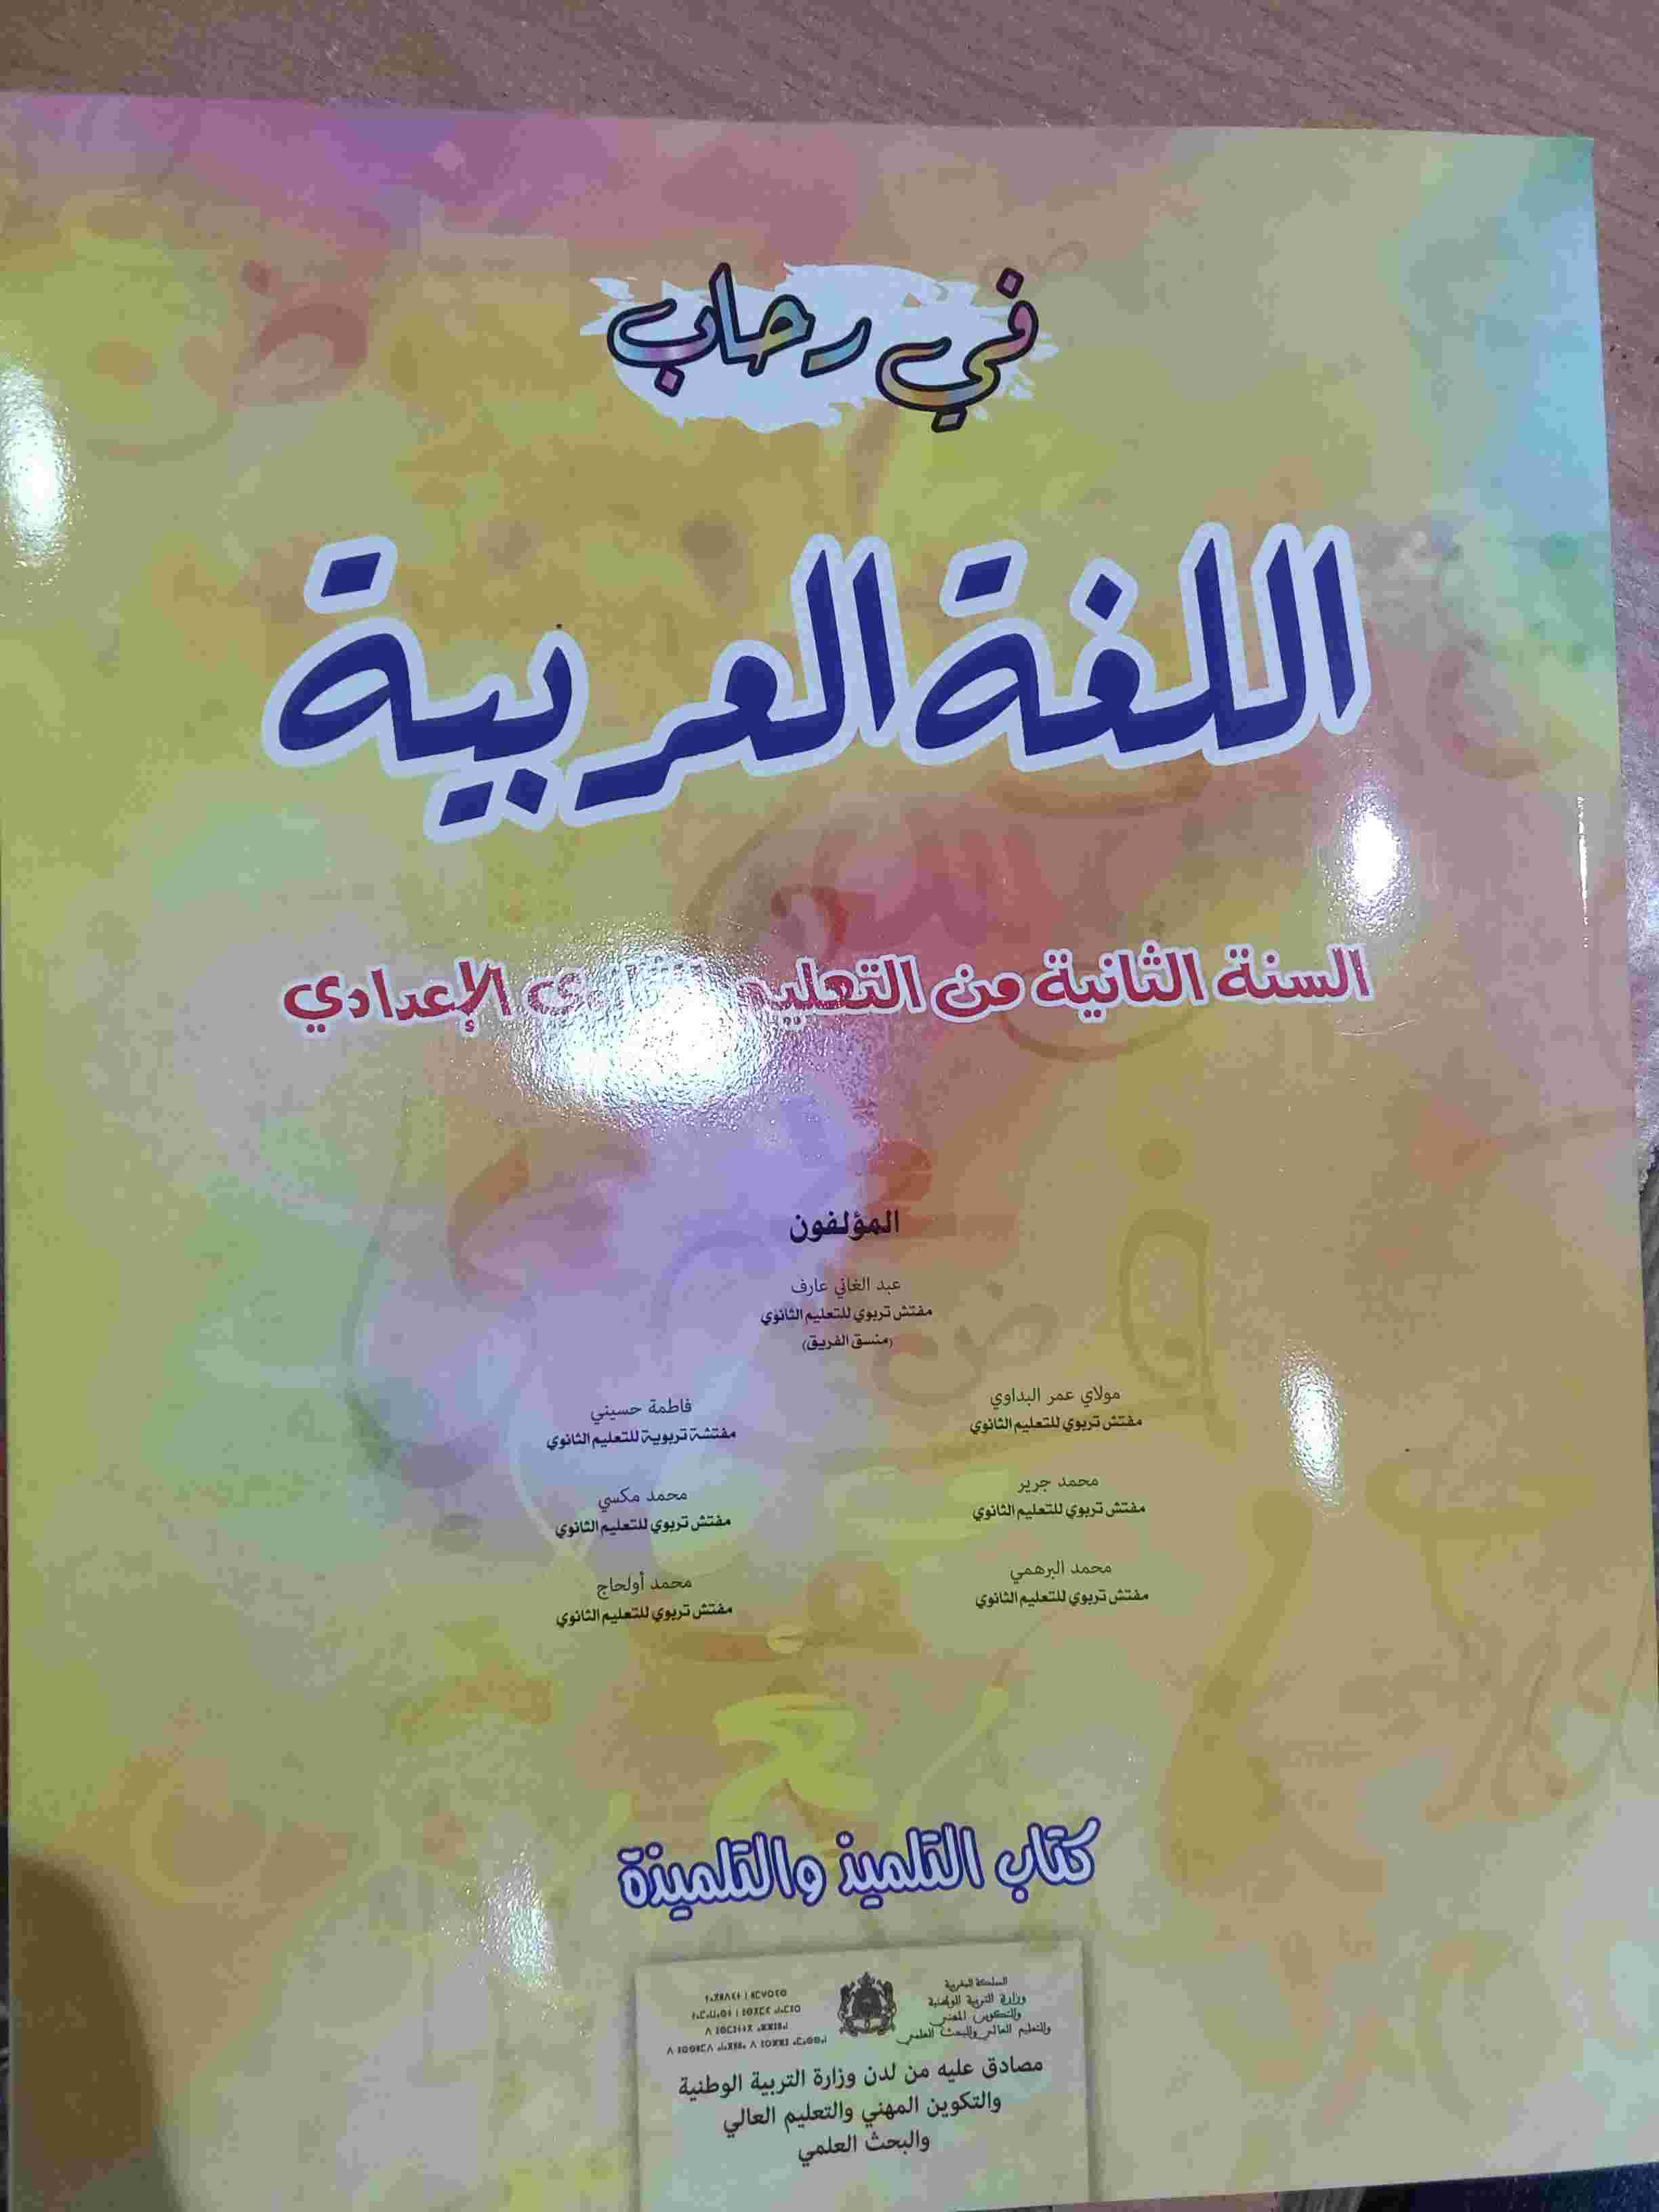 في رحاب
اللغة العربية
السنة الثانية من التعليم الثانوي الإعدادي
المؤلفون
عبد الغاني عارف
مفتش تربوي للتعليم الثانوي
(منسق الفريق)
مولاي عمر البداوي
مفتش تربوي للتعليم الثانوي
فاطمة حسيني
مفتشة تربوية للتعليم الثانوي
محمد جرير
مفتش تربوي للتعليم الثانوي
محمد مكسي
مفتش تربوي للتعليم الثانوي
محمد البرهمي
مفتش تربوي للتعليم الثانوي
محمد أولحاج
مفتش تربوي للتعليم الثانوي
كتاب التلميذ والتلميذة
المملكة المغربية
وزارة التربية الوطنية
والتكوين المهني
والتعليم العالي والبحث العلمي
مصادق عليه من لدن وزارة التربية الوطنية
والتكوين المهني والتعليم العالي
والبحث العلمي